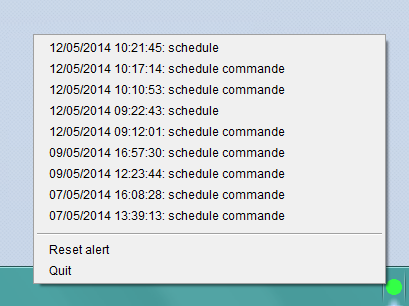 12/05/2014 10:21:45: schedule
12/05/2014 10:17:14: schedule commande
12/05/2014 10:10:53: schedule commande
12/05/2014 09:22:43: schedule
12/05/2014 09:12:01: schedule commande
09/05/2014 16:57:30: schedule commande
09/05/2014 12:23:44: schedule commande
07/05/2014 16:08:28: schedule commande
07/05/2014 13:39:13: schedule commande
Reset alert
Quit